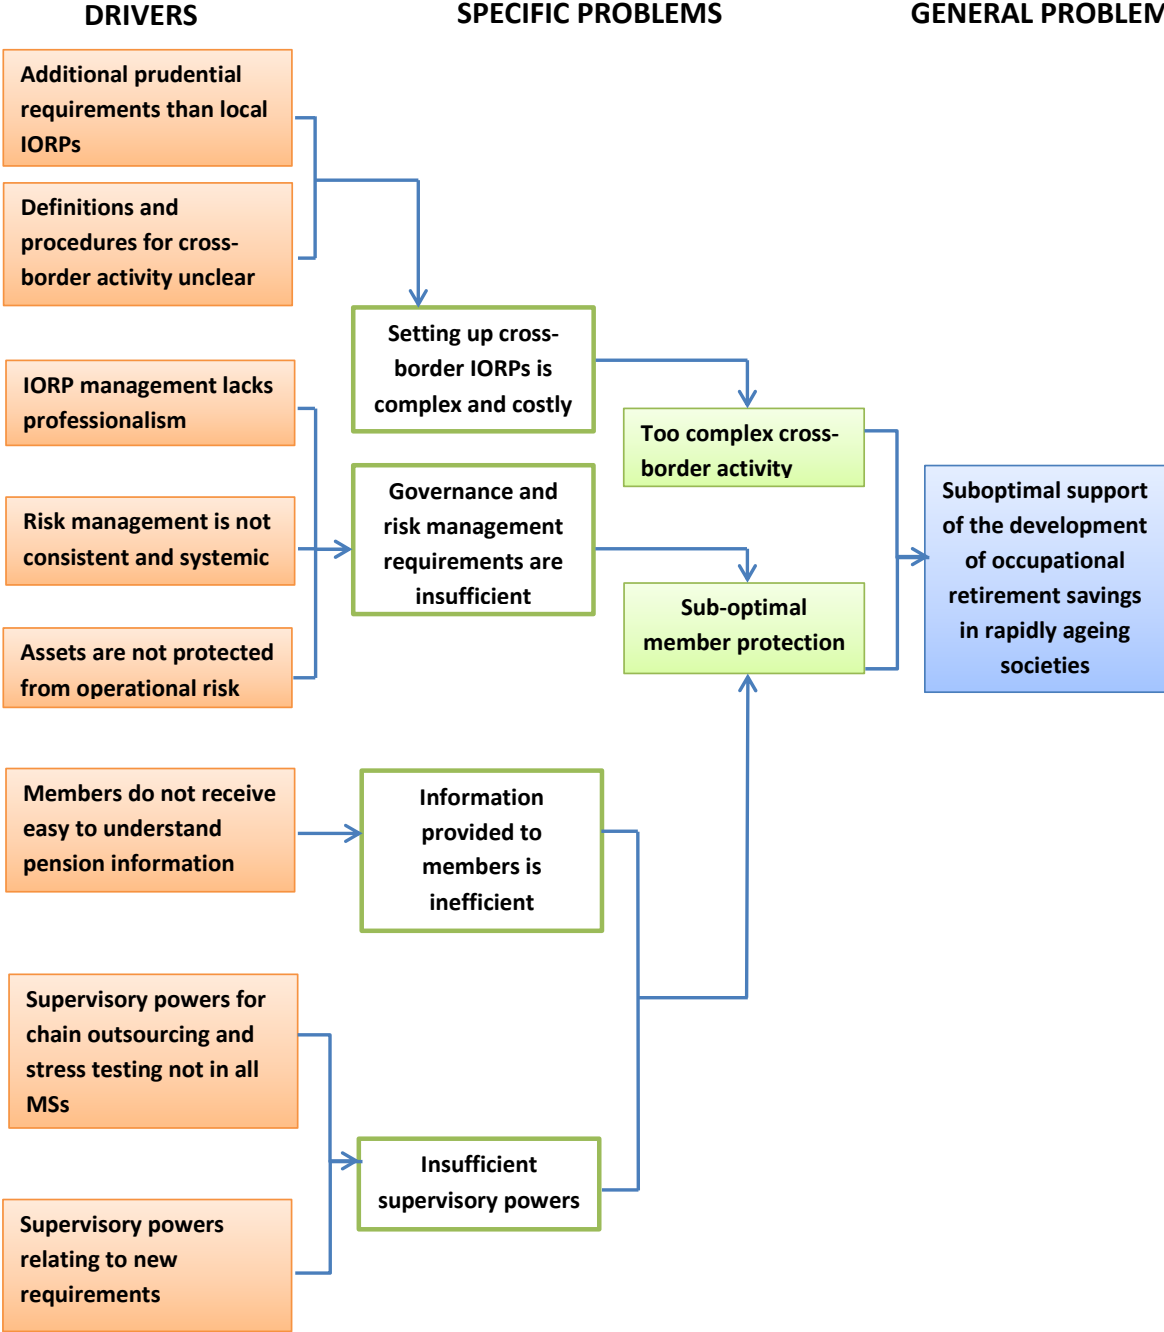 DRIVERS
SPECIFIC PROBLEMS
GENERAL PROBLEM
Additional prudential
requirements than local
IORPs
Definitions and
procedures for cross-
border activity unclear
IORP management lacks
professionalism
Risk management is not
consistent and systemic
Assets are not protected
from operational risk
Members do not receive
easy to understand
pension information
Supervisory powers for
chain outsourcing and
stress testing not in all
MSs
Supervisory powers
relating to new
requirements
Setting up cross-
border IORPs is
complex and costly
Governance and
risk management
requirements are
insufficient
Information
provided to
members is
inefficient
Insufficient
supervisory powers
Too complex cross-
border activity
Sub-optimal
member protection
Suboptimal support
of the development
of occupational
retirement savings
in rapidly ageing
societies